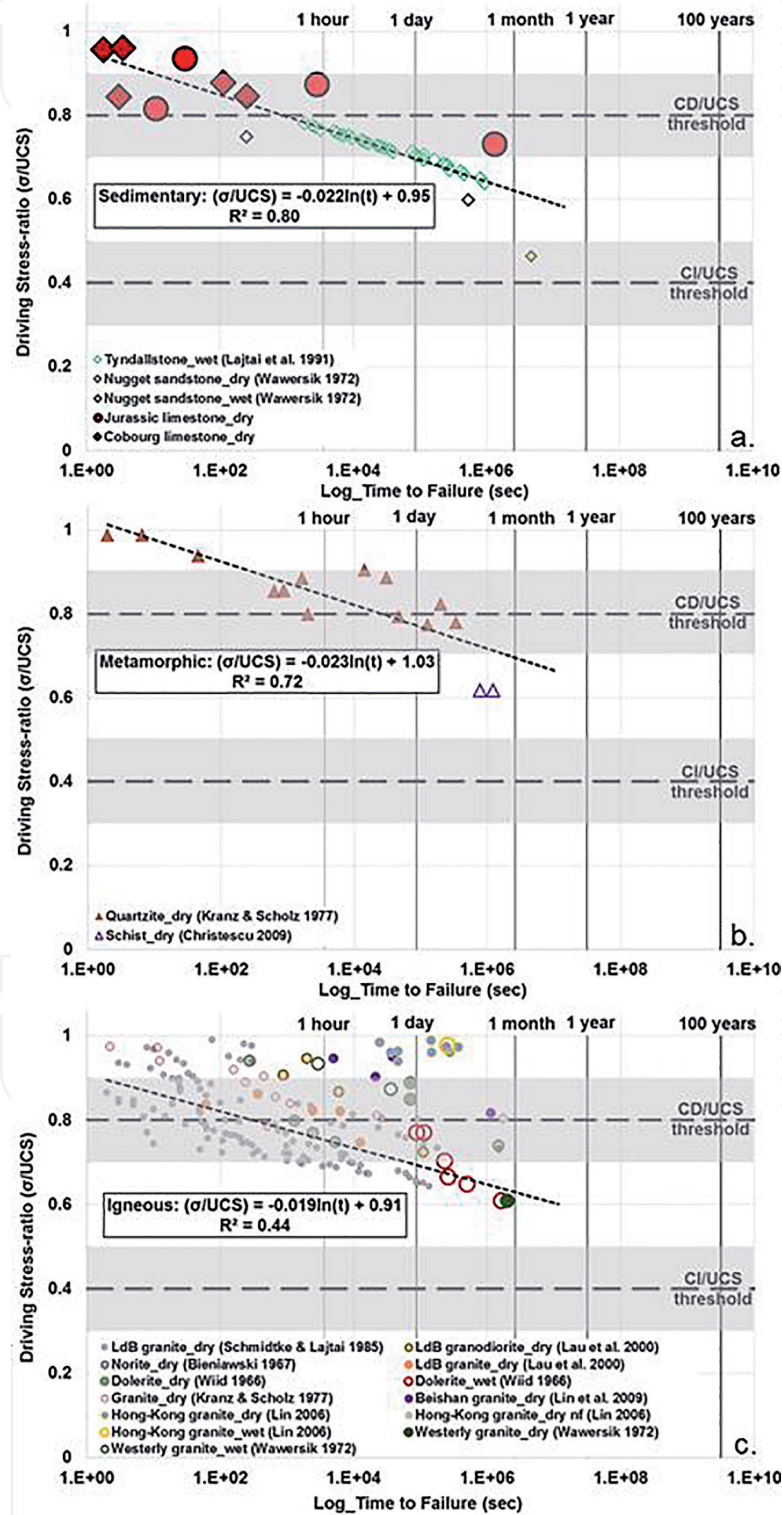 1 hour 1 day 1 month 1 year 100 years
1
0.8
0.6
0.4
0.2
0
Driving Stress-ratio (σ/UCS)
CD/UCS
threshold
Sedimentary: (σ/UCS) = -0.022ln(t) + 0.95
R² = 0.80
CI/UCS
threshold
Tyndallstone_wet (Lajtai et al. 1991)
Nugget sandstone_dry (Wawersik 1972)
Nugget sandstone_wet (Wawersik 1972)
Jurassic limestone_dry
Cobourg limestone_dry
a.
1.E+00 1.E+02 1.E+04 1.E+06 1.E+08 1.E+10
Log_Time to Failure (sec)
1 hour 1 day 1 month 1 year 100 years
1
0.8
0.6
0.4
0.2
0
Driving Stress-ratio (σ/UCS)
CD/UCS
threshold
Metamorphic: (σ/UCS) = -0.023ln(t) + 1.03
R² = 0.72
CI/UCS
threshold
Quartzite_dry (Kranz & Scholz 1977)
Schist_dry (Christescu 2009)
b.
1.E+00 1.E+02 1.E+04 1.E+06 1.E+08 1.E+10
Log_Time to Failure (sec)
1 hour 1 day 1 month 1 year 100 years
1
0.8
0.6
0.4
0.2
0
Driving Stress-ratio (σ/UCS)
CD/UCS
threshold
Igneous: (σ/UCS) = -0.019ln(t) + 0.91
R² = 0.44
CI/UCS
threshold
LdB granite_dry (Schmidtke & Lajtai 1985) LdB granodiorite_dry (Lau et al. 2000)
Norite_dry (Bieniawski 1967) LdB granite_dry (Lau et al. 2000)
Dolerite_dry (Wiid 1966) Dolerite_wet (Wiid 1966)
Granite_dry (Kranz & Scholz 1977) Beishan granite_dry (Lin et al. 2009)
Hong-Kong granite_dry (Lin 2006) Hong-Kong granite_dry nf (Lin 2006)
Hong-Kong granite_wet (Lin 2006) Westerly granite_dry (Wawersik 1972)
Westerly granite_wet (Wawersik 1972)
c.
1.E+00 1.E+02 1.E+04 1.E+06 1.E+08 1.E+10
Log_Time to Failure (sec)